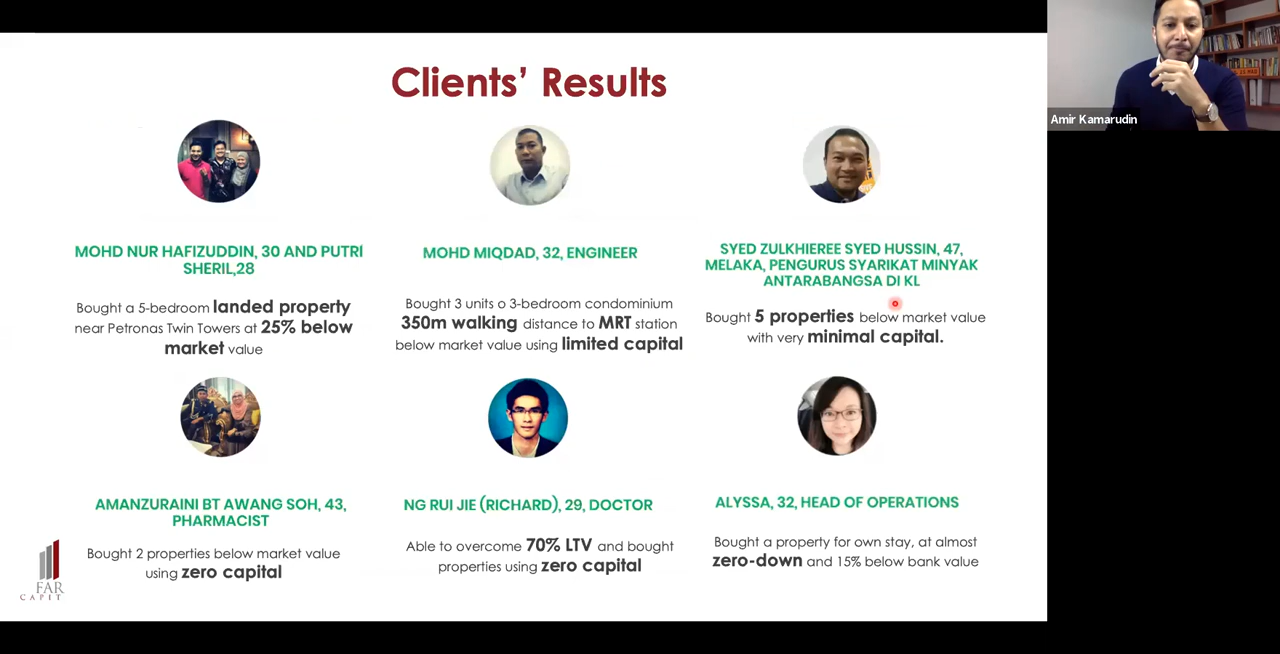 Clients' Results
Amir Kamarudin
MOHD NUR HAFIZUDDIN, 30 AND PUTRI
SHERIL,28
Bought a 5-bedroom landed property
near Petronas Twin Towers at 25% below
market value
MOHD MIQDAD, 32, ENGINEER
Bought 3 units o 3-bedroom condominium
350m walking distance to MRT station
below market value using limited capital
SYED ZULKHIEREE SYED HUSSIN, 47,
MELAKA, PENGURUS SYARIKAT MINYAK
ANTARABANGSA DI KL
Bought 5 properties below market value
with very minimal capital.
AMANZURAINI BT AWANG SOH, 43,
PHARMACIST
Bought 2 properties below market value
using zero capital
NG RUI JIE (RICHARD), 29, DOCTOR
Able to overcome 70% LTV and bought
properties using zero capital
ALYSSA, 32, HEAD OF OPERATIONS
Bought a property for own stay, at almost
zero-down and 15% below bank value
FAR
CAPIT